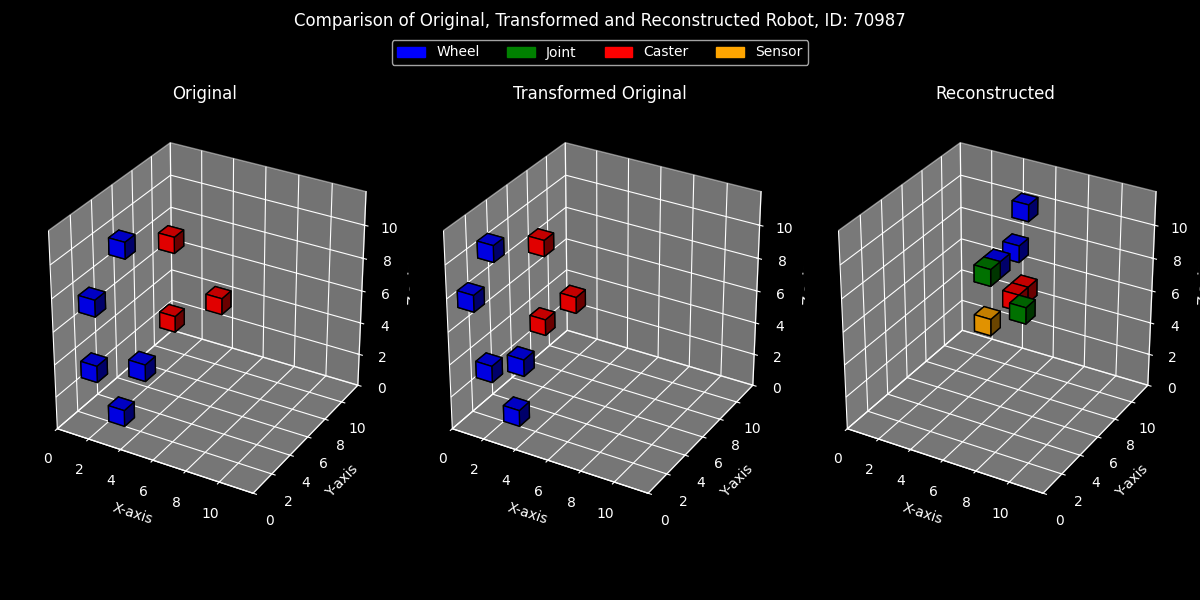 Comparison of Original, Transformed and Reconstructed Robot, ID: 70987
Wheel Joint Caster Sensor
Original Transformed Original Reconstructed
0 2 4 6 8 10
X-axis
0 2 4 6 8 10
Y-axis
0 2 4 6 8 10
0 2 4 6 8 10
X-axis
0 2 4 6 8 10
Y-axis
0 2 4 6 8 10
0 2 4 6 8 10
X-axis
0 2 4 6 8 10
Y-axis
0 2 4 6 8 10